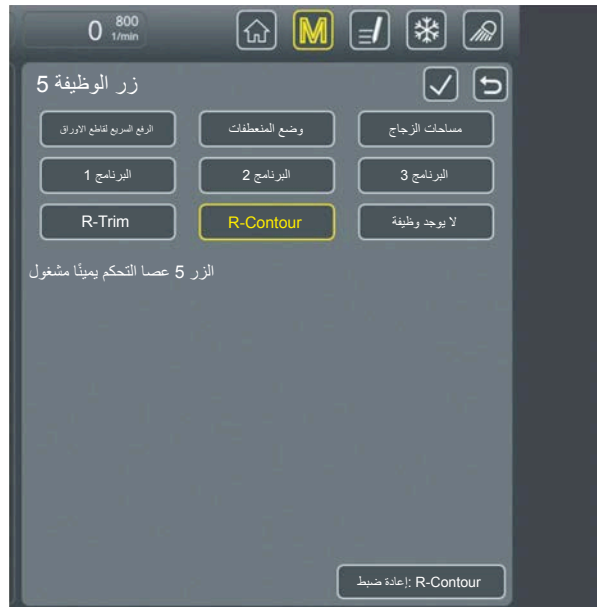 0 800 1/min
زر الوظيفة 5
الرفع السريع لقاطع الاوراق
وضع المنعطفات
مساحات الزجاج
البرنامج 1
البرنامج 2
البرنامج 3
R-Trim
R-Contour
لا يوجد وظيفة
الزر 5 عصا التحكم يمينًا مشغول
R-Contour :إعادة ضبط